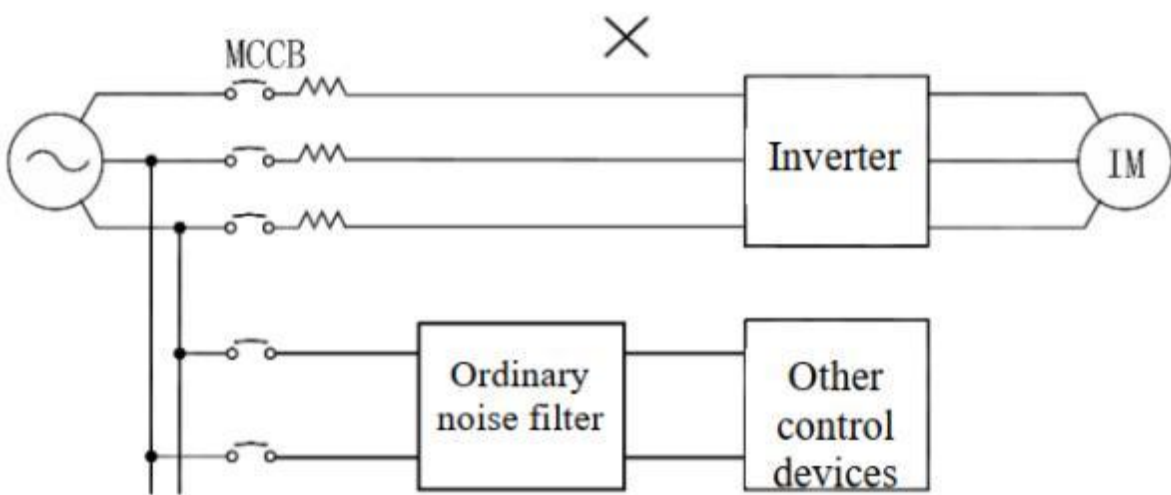 MCCB
Inverter
IM
Ordinary
noise filter
Other
control
devices